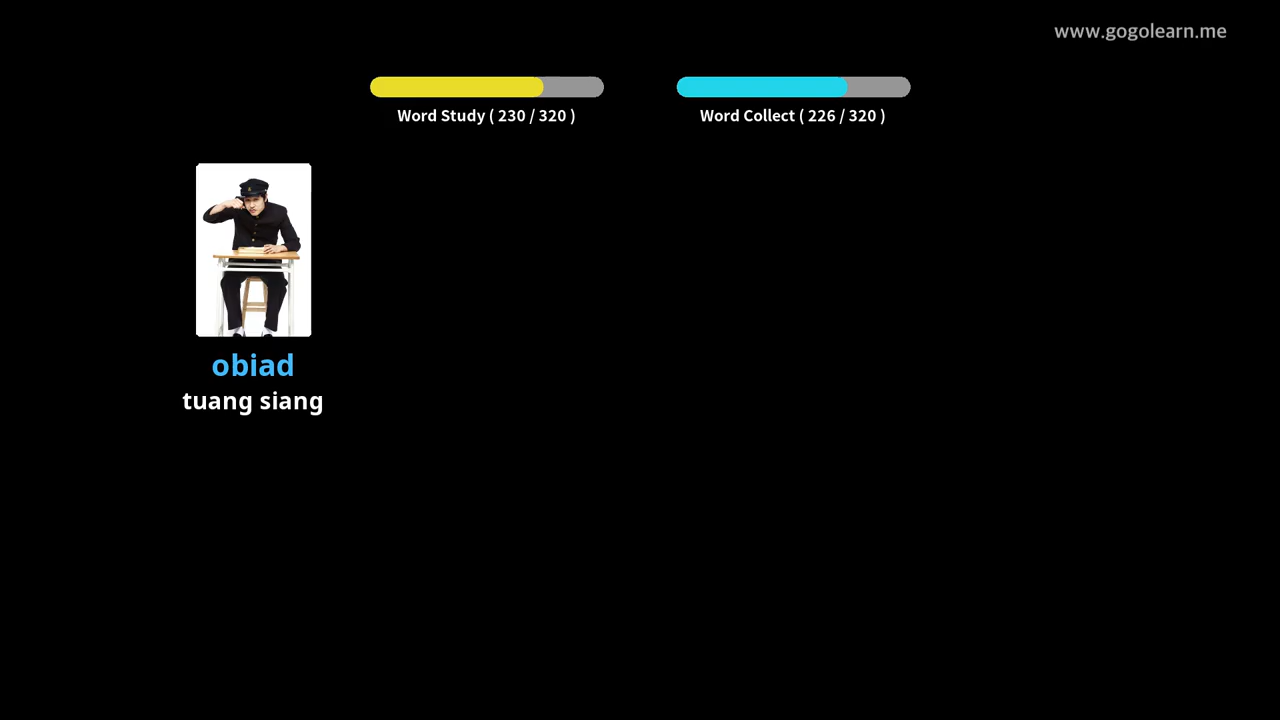 www.gogolearn.me
Word Study ( 230 / 320 )
Word Collect ( 226 / 320 )
obiad
tuang siang